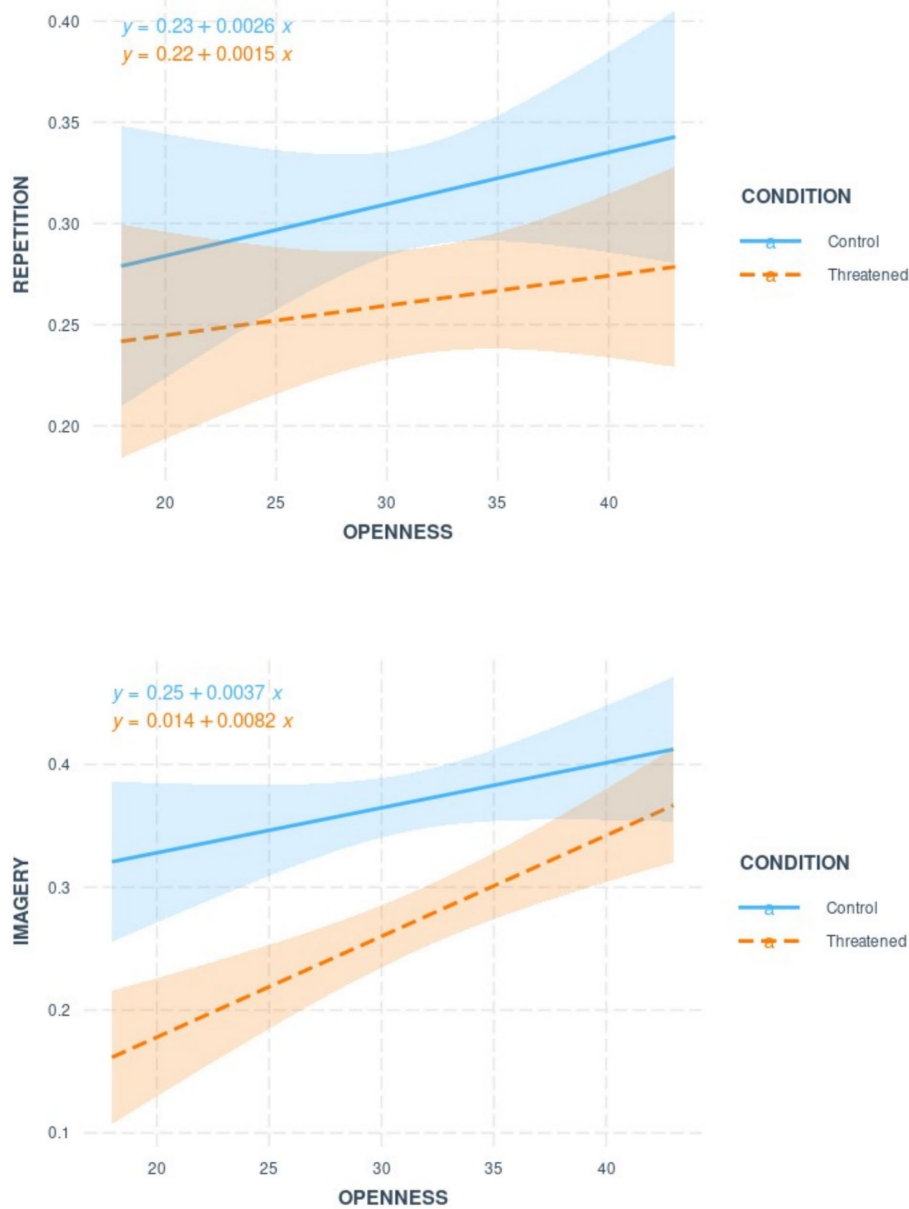 0.40
y = 0.23 + 0.0026 x
y = 0.22 + 0.0015 x
0.35
0.30
0.25
0.20
REPETITION
20 25 30 35 40
OPENNESS
CONDITION
a Control
a Threatened
y = 0.25 + 0.0037 x
y = 0.014 + 0.0082 x
0.4
0.3
0.2
0.1
IMAGERY
20 25 30 35 40
OPENNESS
CONDITION
a Control
a Threatened